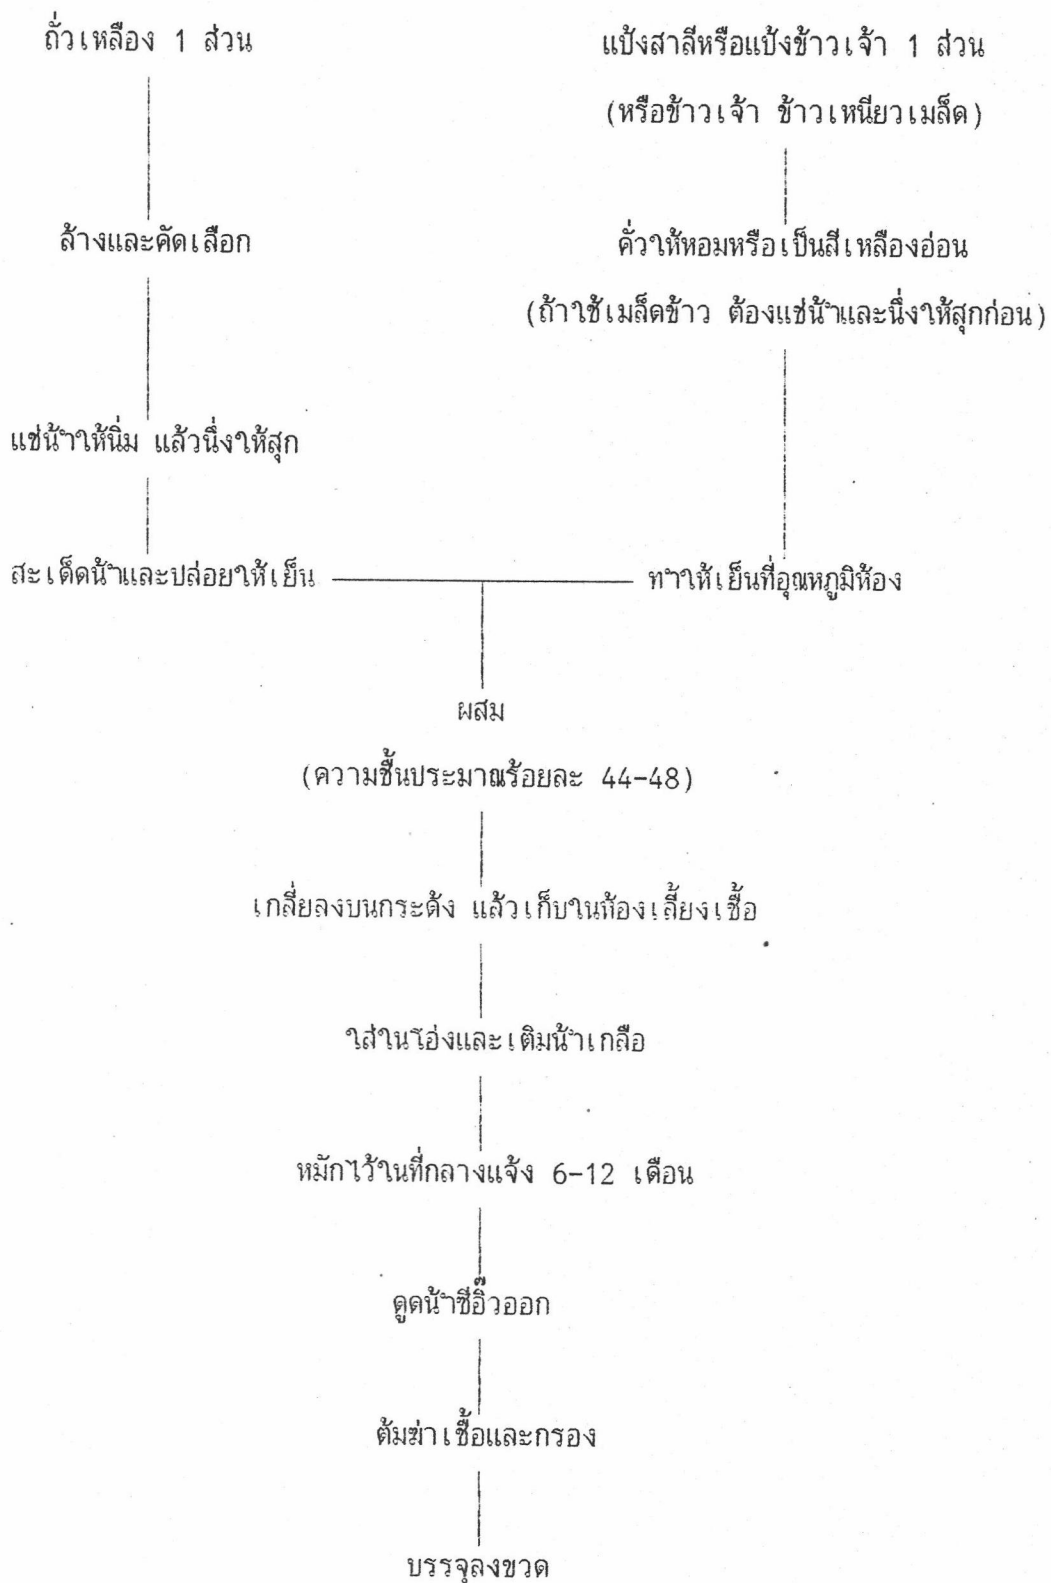 ถั่วเหลือง 1 ส่วน
แป้งสาลีหรือแป้งข้าวเจ้า 1 ส่วน
(หรือข้าวเจ้า ข้าวเหนียวเมล็ด)
ล้างและคัดเลือก
คั่วให้หอมหรือเป็นสีเหลืองอ่อน
(ถ้าใช้เมล็ดข้าว ต้องแช่น้ำและนึ่งให้สุกก่อน)
แช่น้ำให้นิ่ม แล้วนึ่งให้สุก
สะเด็ดน้ำและปล่อยให้เย็น
ทำให้เย็นที่อุณหภูมิห้อง
ผสม
(ความชื้นประมาณร้อยละ 44-48)
เกลี่ยลงบนกระด้ง แล้วเก็บในห้องเลี้ยงเชื้อ
ใส่ในโอ่งและเติมน้ำเกลือ
หมักไว้ในที่กลางแจ้ง 6-12 เดือน
ดูดน้ำซีอิ๊วออก
ต้มฆ่าเชื้อและกรอง
บรรจุลงขวด